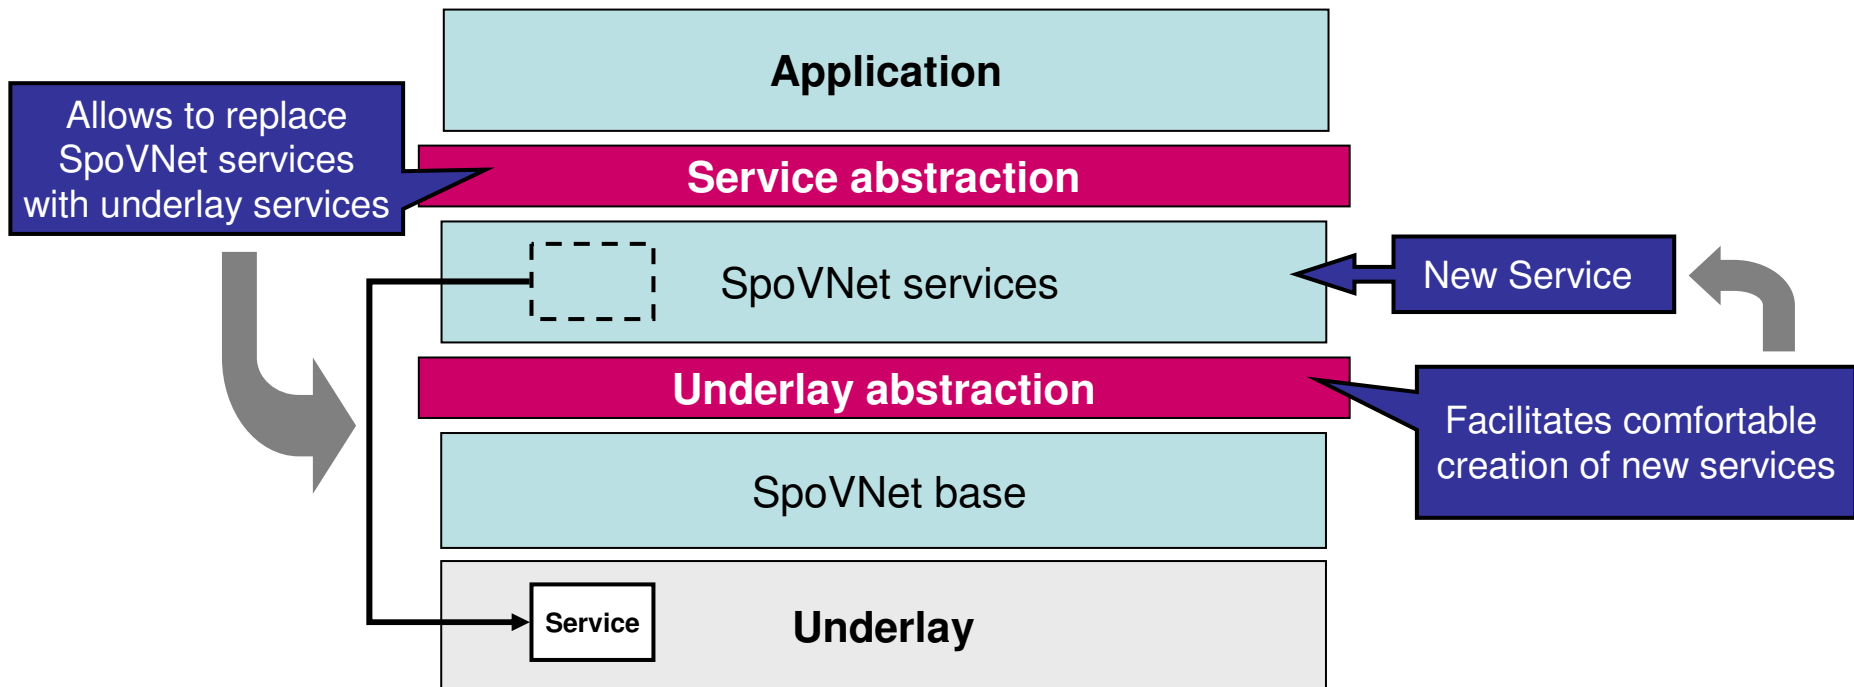 Application
Allows to replace
SpoVNet services
with underlay services
Service abstraction
SpoVNet services
New Service
Underlay abstraction
Facilitates comfortable
creation of new services
SpoVNet base
Service
Underlay